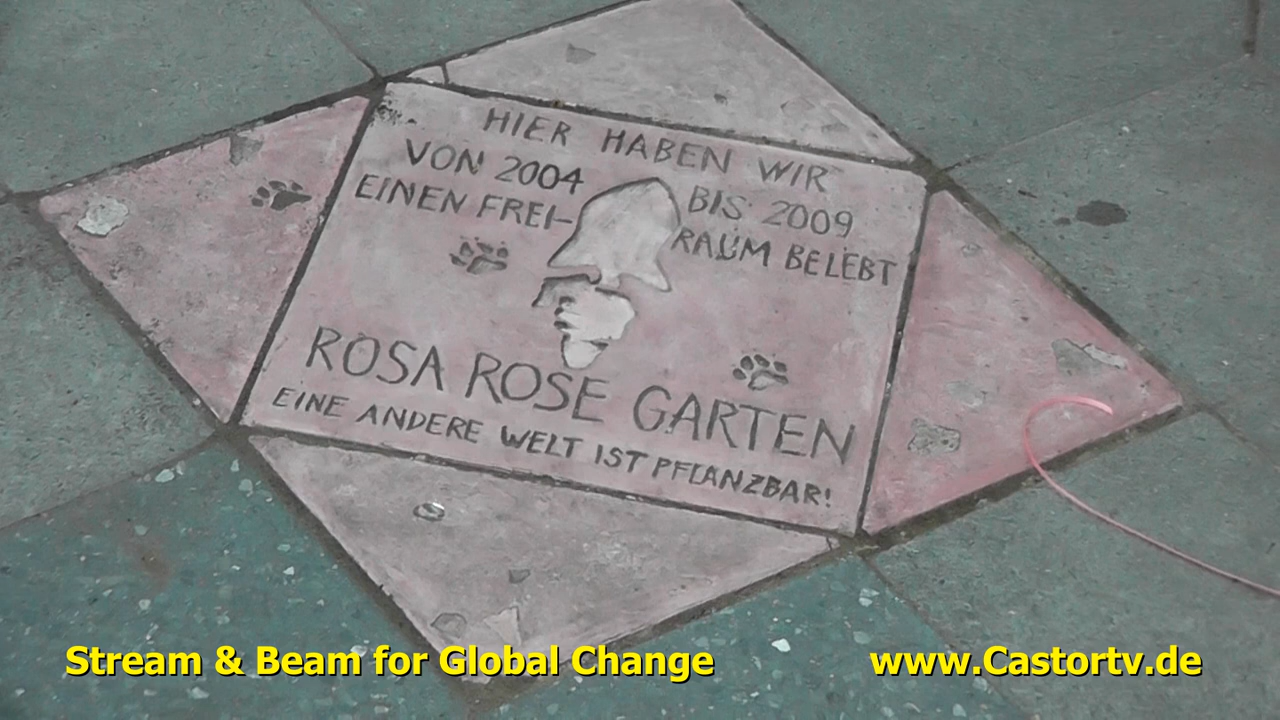 HIER HABEN WIR
VON 2004 BIS 2009
EINEN FREI- RAUM BELEBT
ROSA ROSE GARTEN
EINE ANDERE WELT IST PFLANZBAR!
Stream & Beam for Global Change
www.Castortv.de